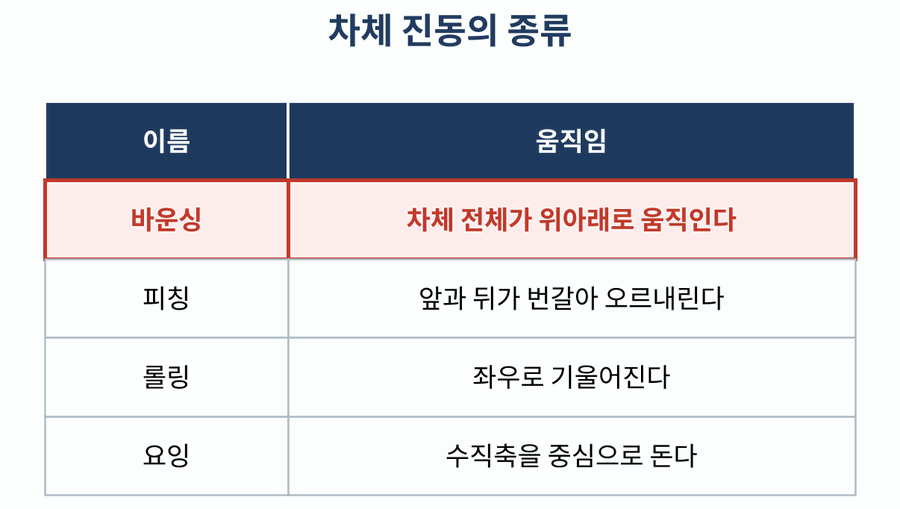 차체 진동의 종류
이름 움직임
바운싱 차체 전체가 위아래로 움직인다
피칭 앞과 뒤가 번갈아 오르내린다
롤링 좌우로 기울어진다
요잉 수직축을 중심으로 돈다